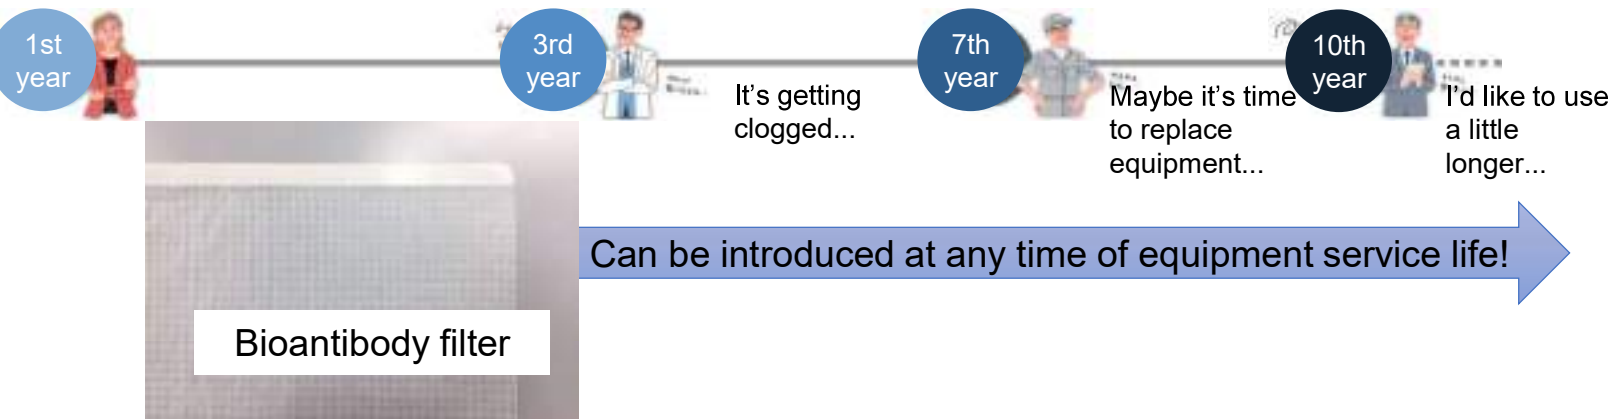 1st
year
3rd
year
7th
year
10th
year
It's getting
clogged...
Maybe it's time
to replace
equipment...
I'd like to use
a little
longer...
Can be introduced at any time of equipment service life!
Bioantibody filter